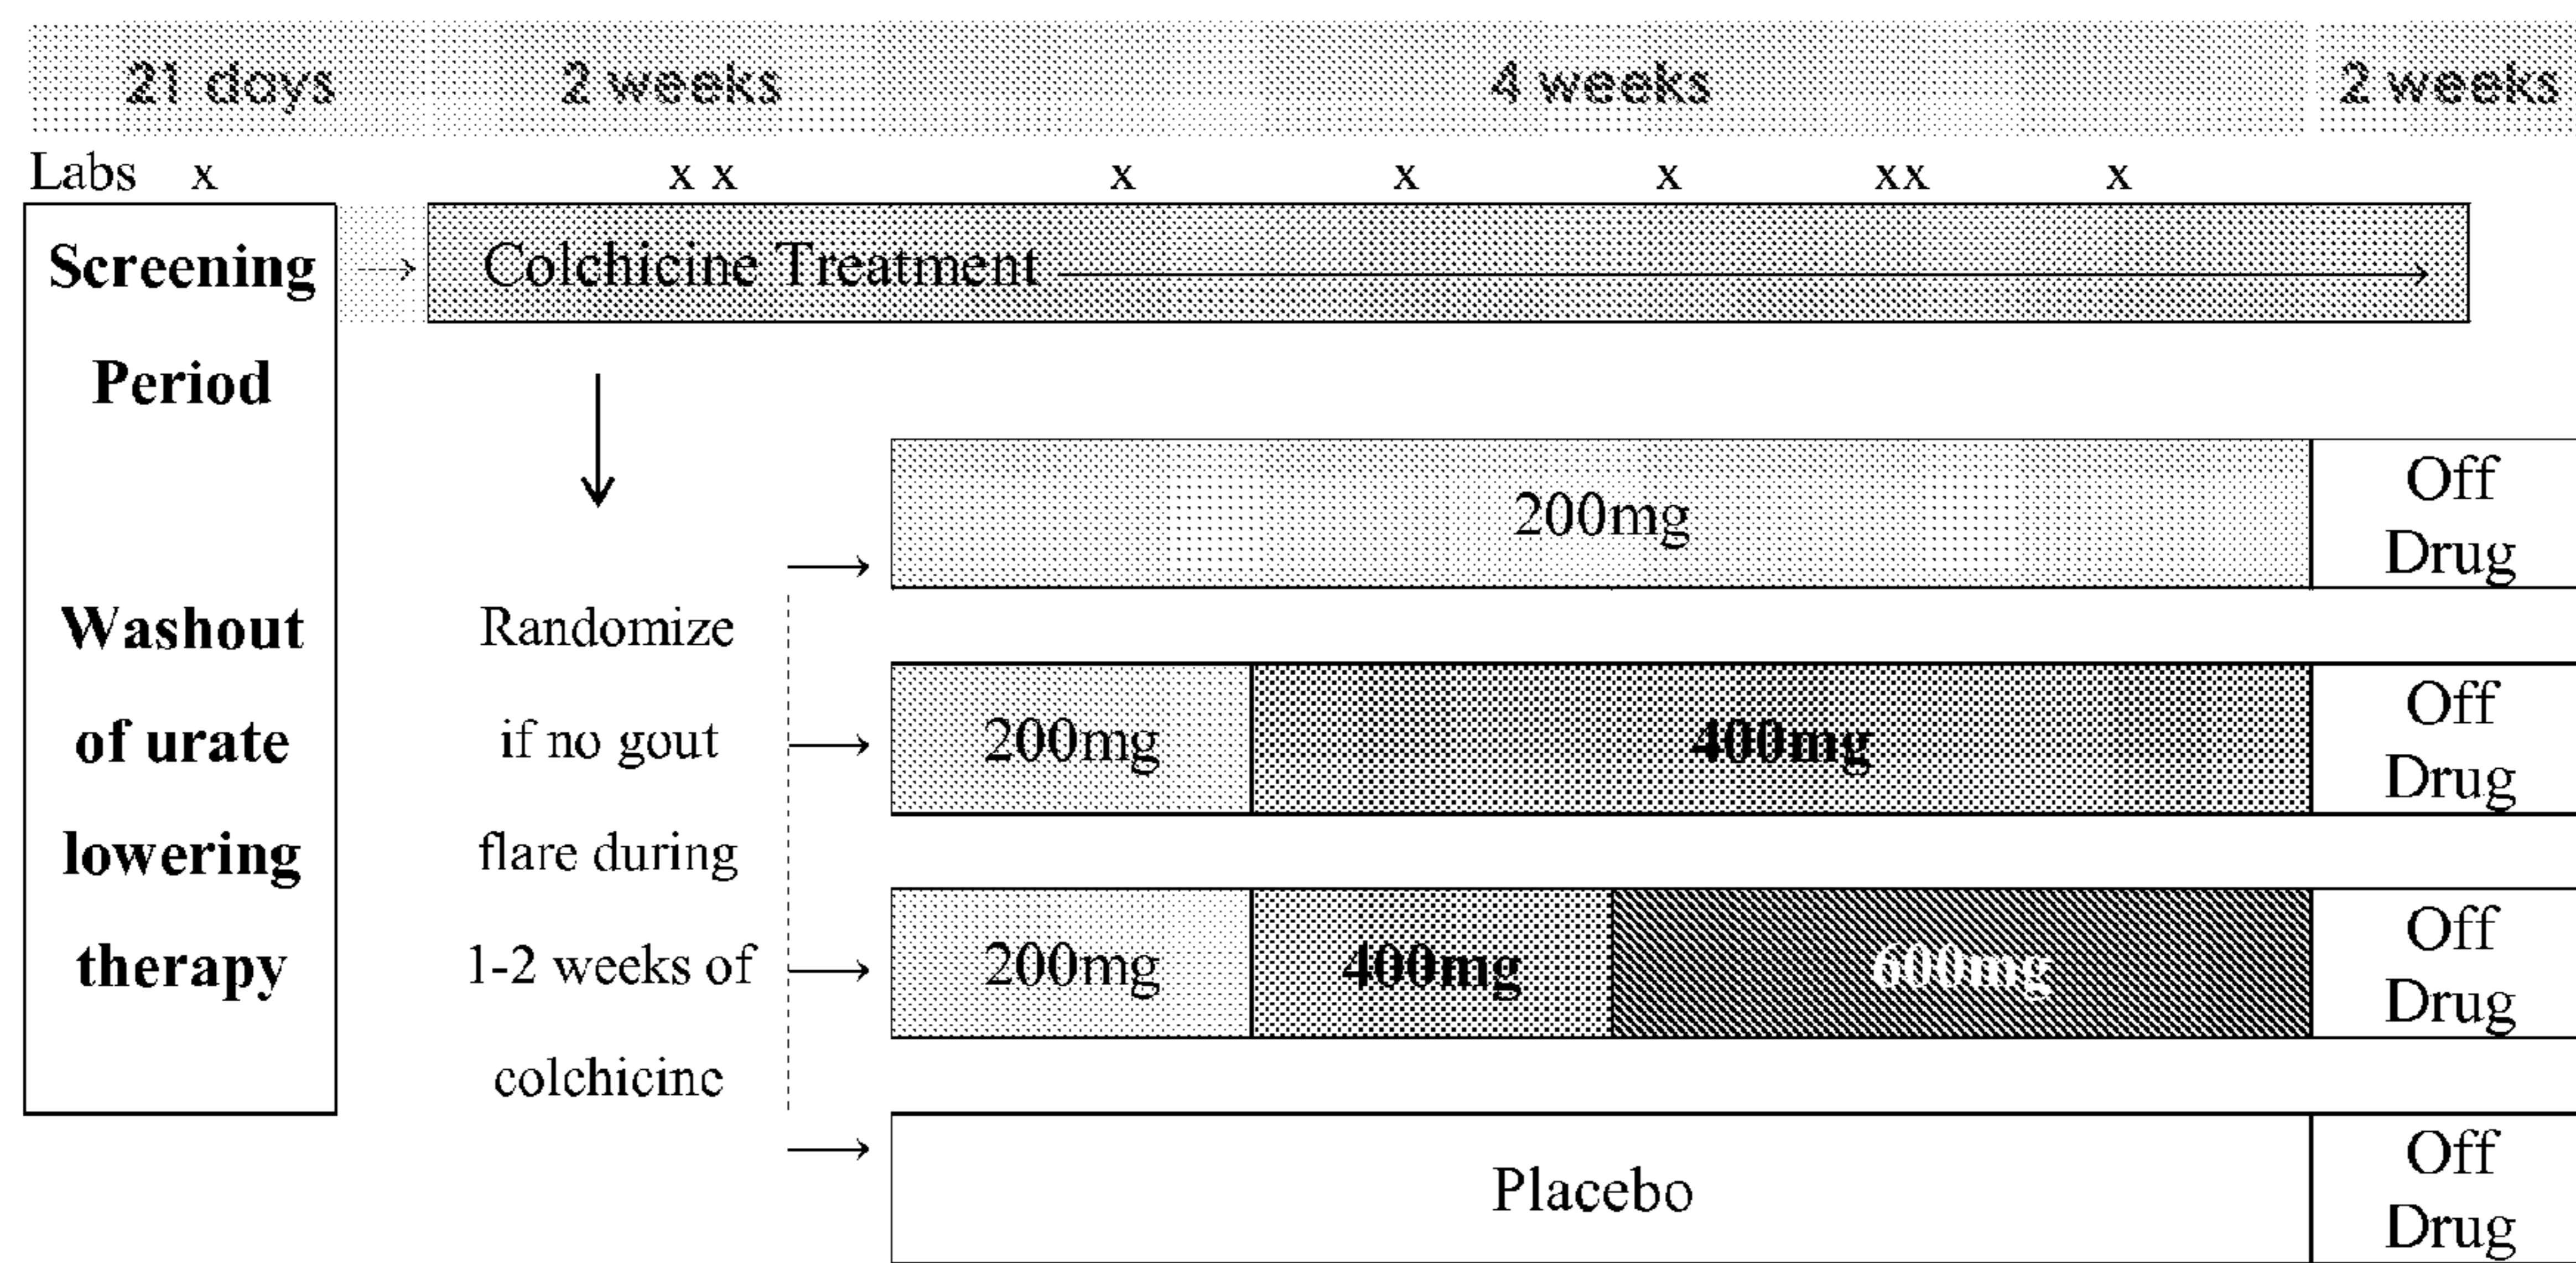 21 days 2 weeks 4 weeks 2 weeks
Labs x x x x x x xx x
Screening
Period
Washout
of urate
lowering
therapy
Colchicine Treatment
Randomize
if no gout
flare during
1-2 weeks of
colchicine
200mg
Off
Drug
200mg 400mg
Off
Drug
200mg 400mg 600mg
Off
Drug
Placebo
Off
Drug